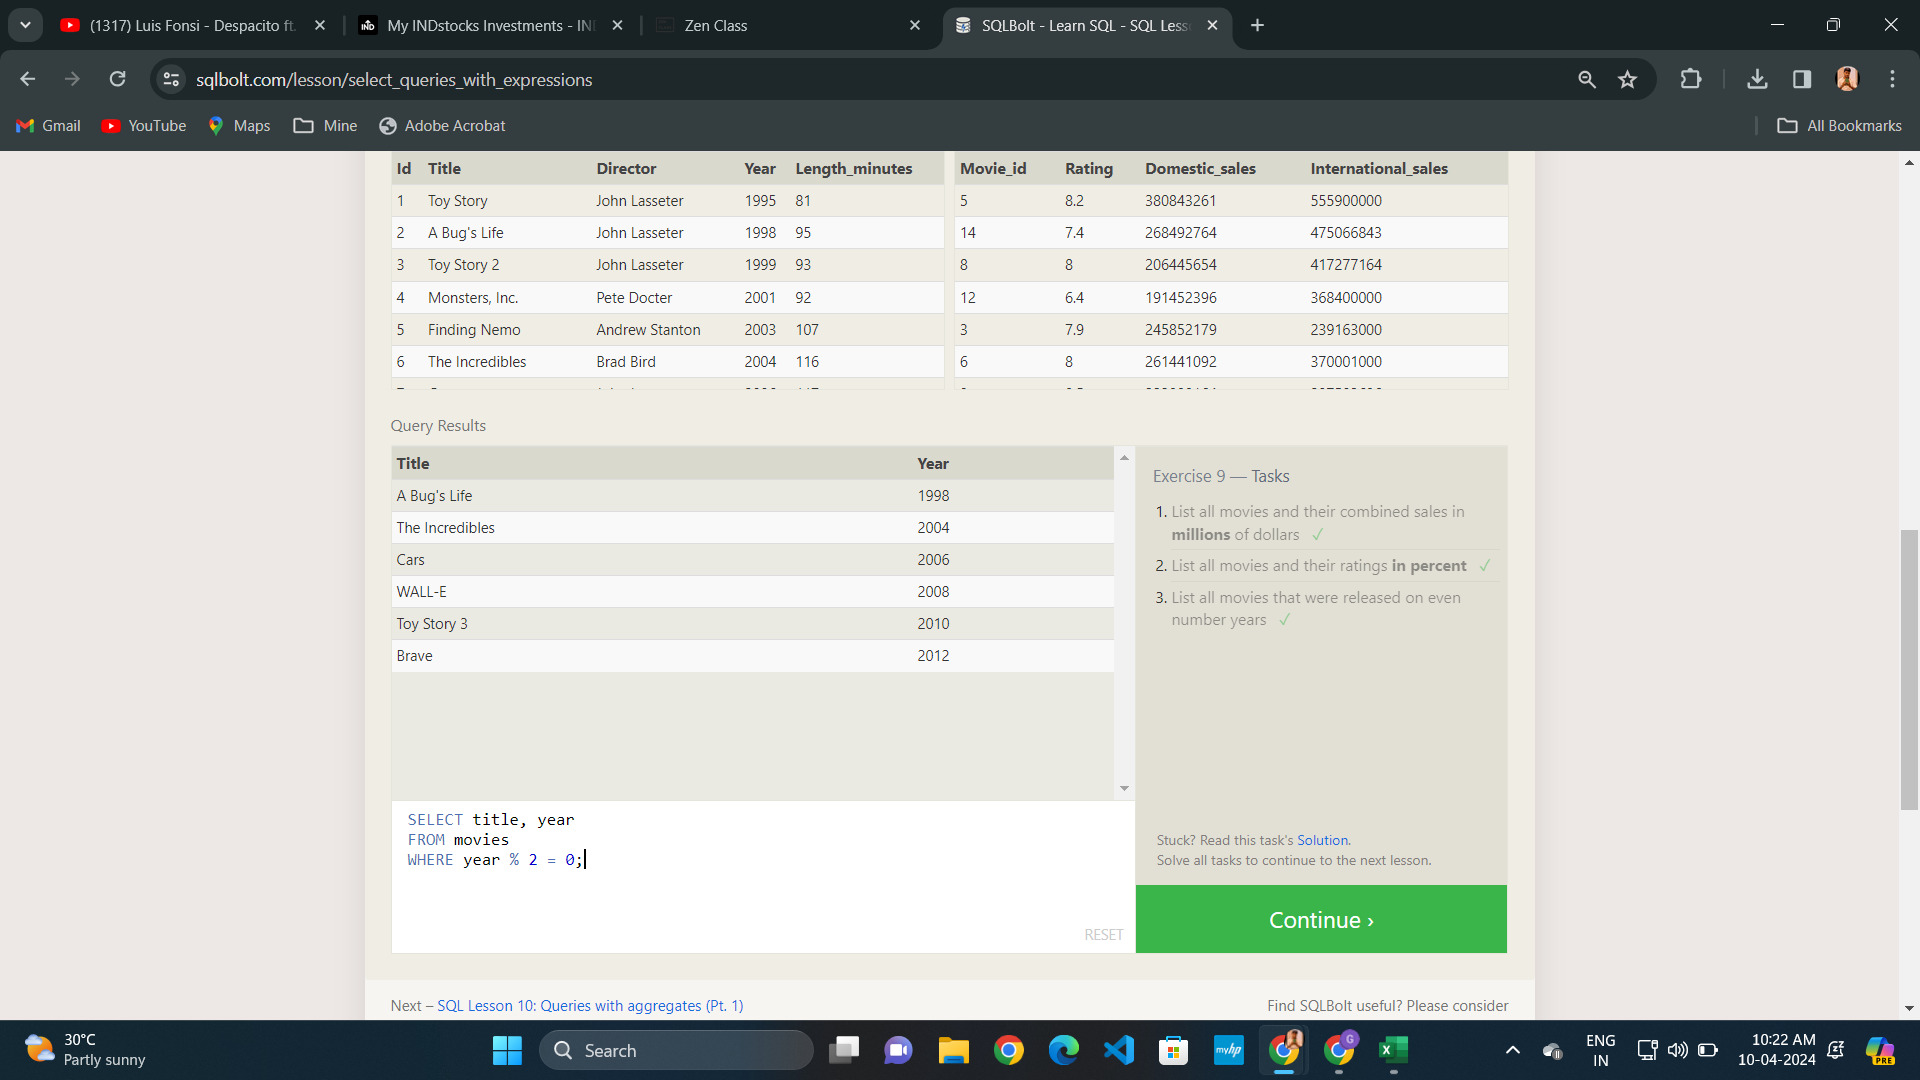 (1317) Luis Fonsi - Despacito ft. My INDstocks Investments - IN Zen Class SQLBolt - Learn SQL - SQL Less
sqlbolt.com/lesson/select_queries_with_expressions
Gmail YouTube Maps Mine Adobe Acrobat All Bookmarks
Id Title Director Year Length_minutes Movie_id Rating Domestic_sales International_sales
1 Toy Story John Lasseter 1995 81 5 8.2 380843261 555900000
2 A Bug's Life John Lasseter 1998 95 14 7.4 268492764 475066843
3 Toy Story 2 John Lasseter 1999 93 8 8 206445654 417277164
4 Monsters, Inc. Pete Docter 2001 92 12 6.4 191452396 368400000
5 Finding Nemo Andrew Stanton 2003 107 3 7.9 245852179 239163000
6 The Incredibles Brad Bird 2004 116 6 8 261441092 370001000
Query Results
Title Year
A Bug's Life 1998
The Incredibles 2004
Cars 2006
WALL-E 2008
Toy Story 3 2010
Brave 2012
Exercise 9 — Tasks
1. List all movies and their combined sales in
millions of dollars ✓
2. List all movies and their ratings in percent ✓
3. List all movies that were released on even
number years ✓
SELECT title, year
FROM movies
WHERE year % 2 = 0;
RESET
Stuck? Read this task's Solution.
Solve all tasks to continue to the next lesson.
Continue ›
Next – SQL Lesson 10: Queries with aggregates (Pt. 1)
Find SQLBolt useful? Please consider
30°C
Partly sunny
Search
myhp
G
PRE
ENG
IN
10:22 AM
10-04-2024